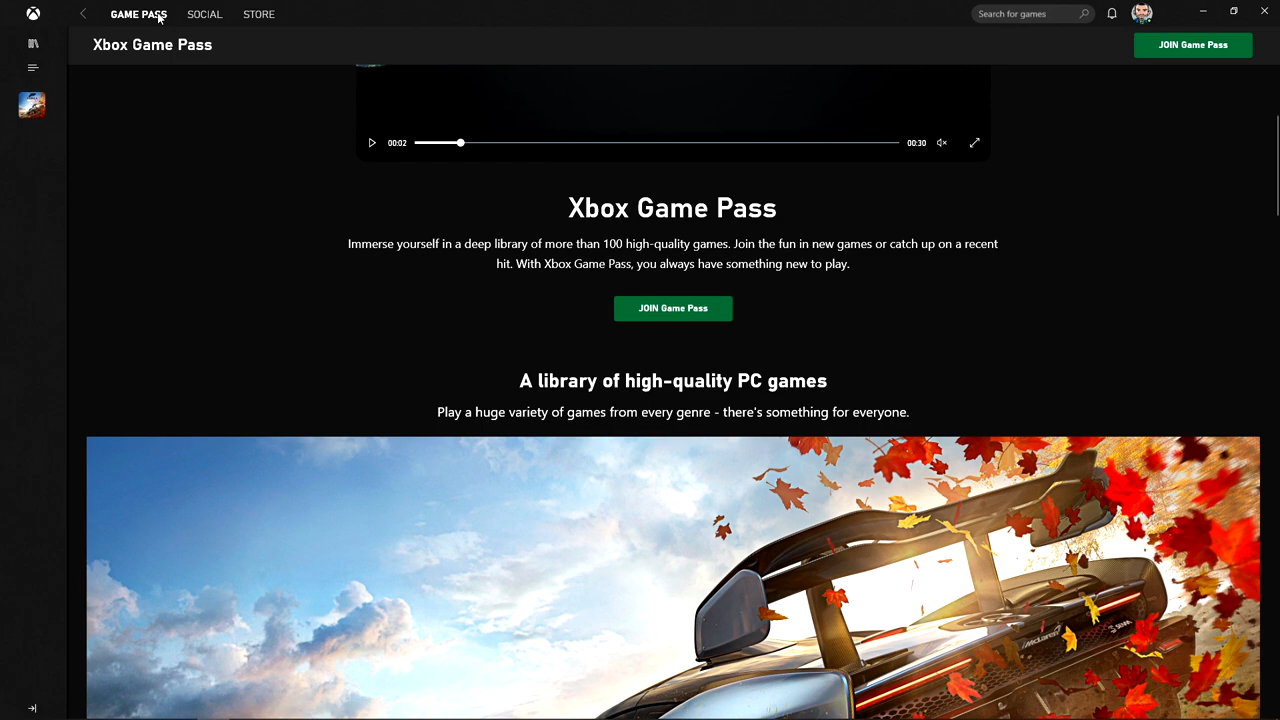 GAME PASS SOCIAL STORE Search for games
Xbox Game Pass JOIN Game Pass
00:02 00:30
Xbox Game Pass
Immerse yourself in a deep library of more than 100 high-quality games. Join the fun in new games or catch up on a recent
hit. With Xbox Game Pass, you always have something new to play.
JOIN Game Pass
A library of high-quality PC games
Play a huge variety of games from every genre - there's something for everyone.
McLaren